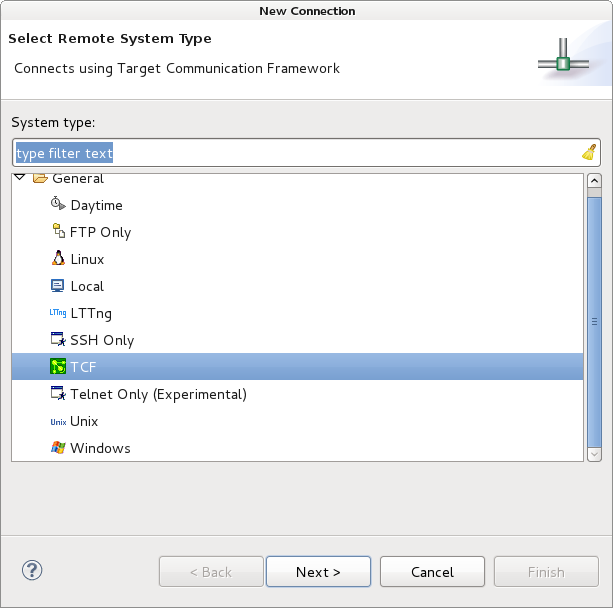 New Connection
Select Remote System Type
Connects using Target Communication Framework
System type:
type filter text
General
Daytime
FTP Only
Linux
Local
LTTng LTTng
SSH Only
TCF
Telnet Only (Experimental)
Unix Unix
Windows
? < Back Next > Cancel Finish